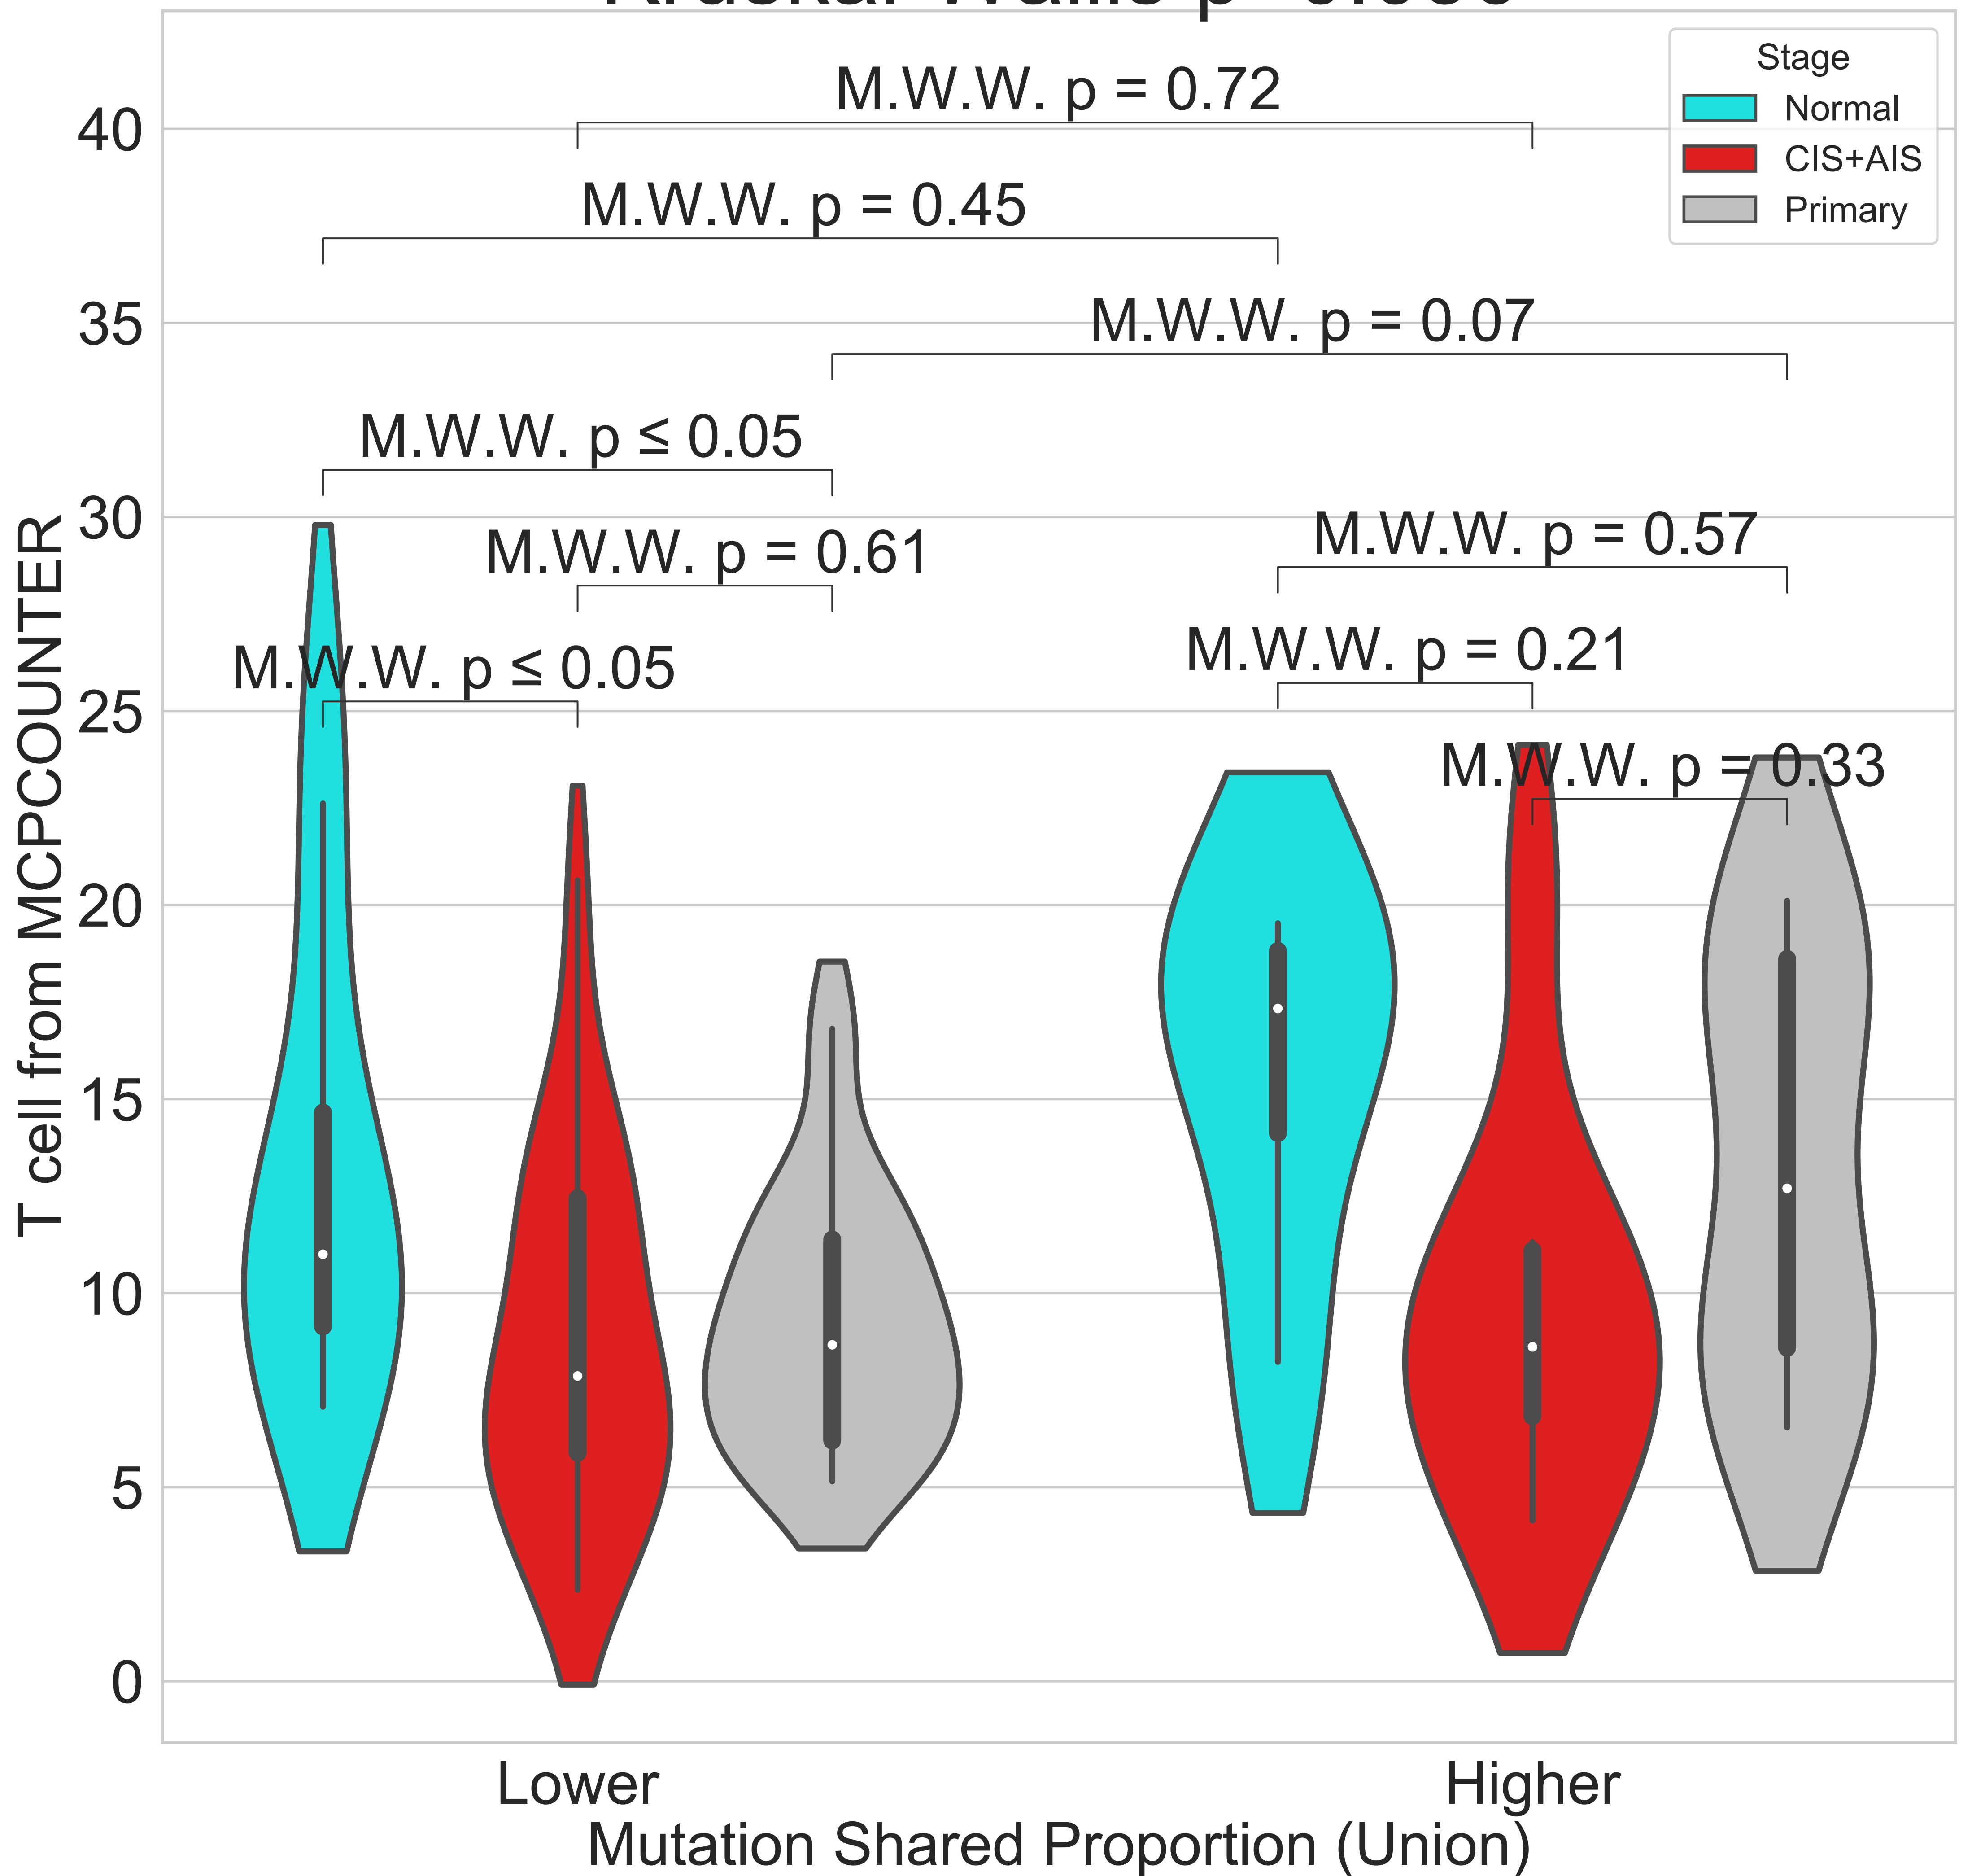 Stage
Normal
CIS+AIS
Primary
M.W.W. p = 0.72
M.W.W. p = 0.45
M.W.W. p = 0.07
M.W.W. p ≤ 0.05
M.W.W. p = 0.61
M.W.W. p = 0.57
M.W.W. p ≤ 0.05
M.W.W. p = 0.21
M.W.W. p = 0.33
40
35
30
25
20
15
10
5
0
T cell from MCPCOUNTER
Lower
Higher
Mutation Shared Proportion (Union)